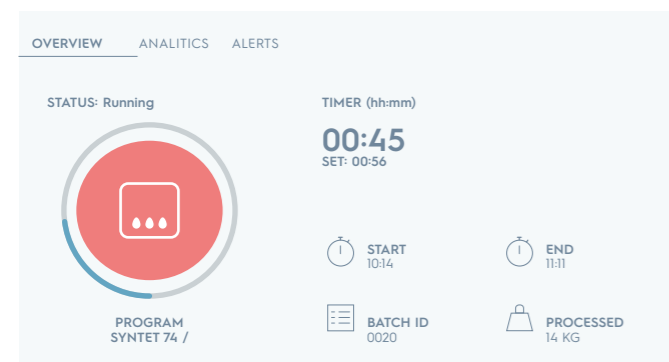 OVERVIEW ANALITICS ALERTS
STATUS: Running
TIMER (hh:mm)
00:45
SET: 00:56
START
10:14
END
11:11
PROGRAM
SYNTET 74 /
BATCH ID
0020
PROCESSED
14 KG